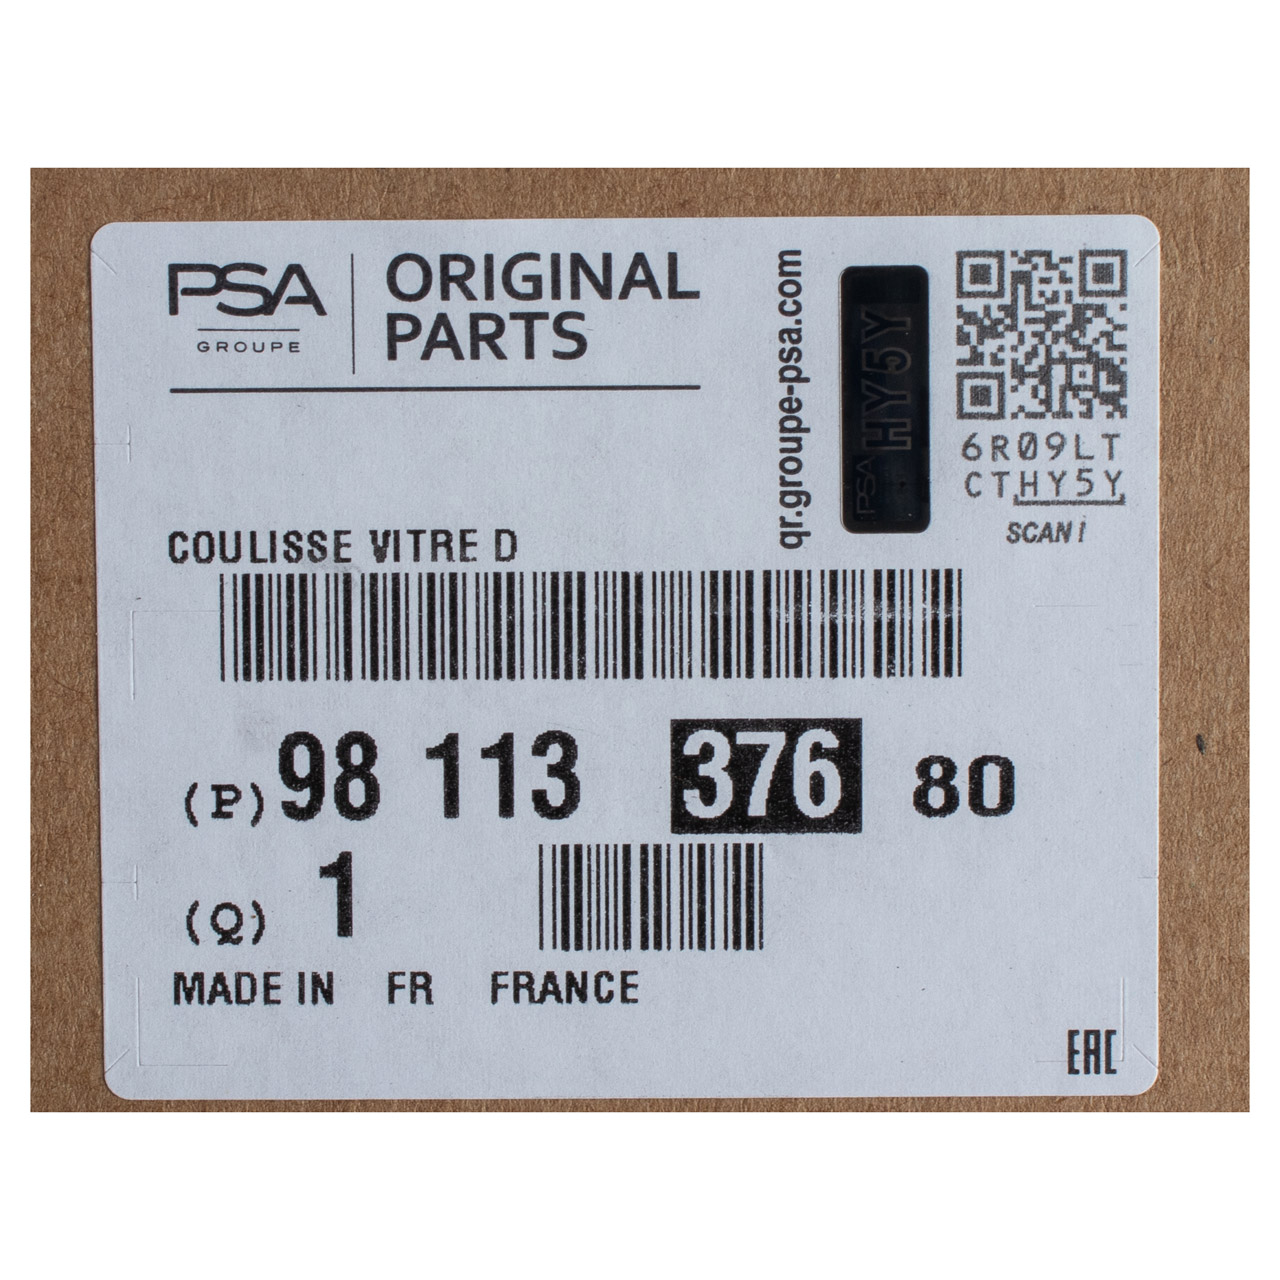 PSA
GROUPE
ORIGINAL
PARTS
qr.groupe-psa.com
PSA HY5Y
6R09LT
CTHY5Y
SCAN i
COULISSE VITRE D
(P) 98 113 376 80
(Q) 1
MADE IN FR FRANCE
EAC